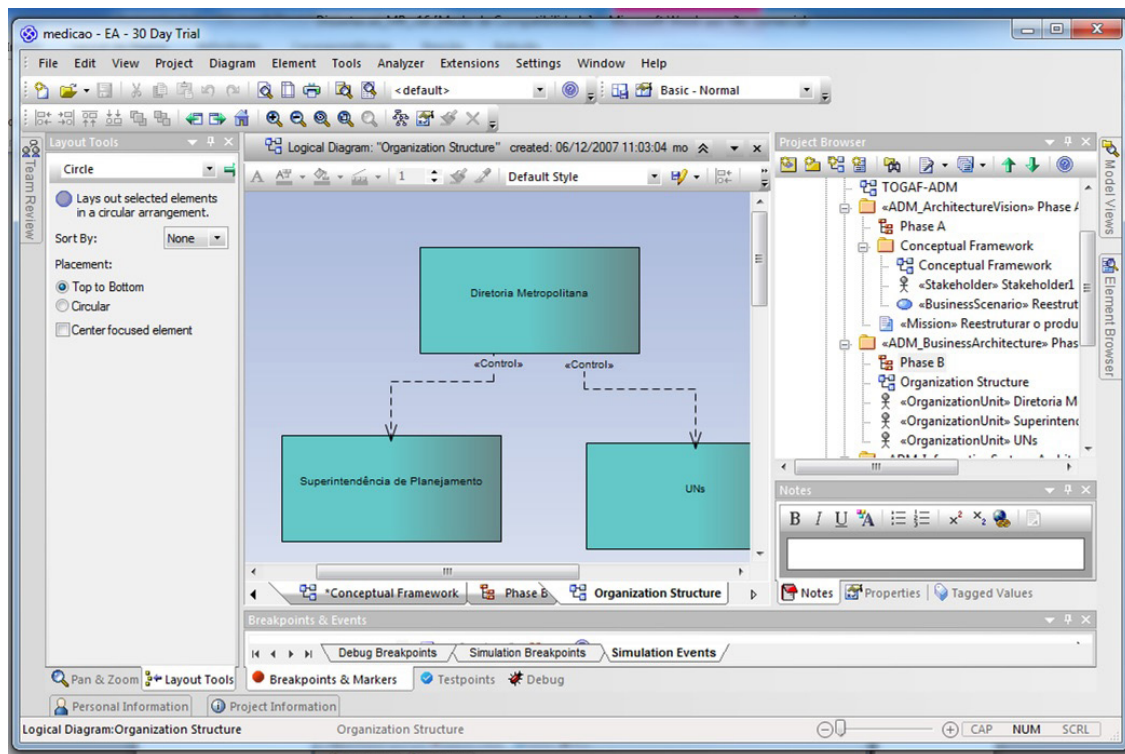 medicao - EA - 30 Day Trial
File Edit View Project Diagram Element Tools Analyzer Extensions Settings Window Help
<default> Basic - Normal
Layout Tools
Logical Diagram: "Organization Structure" created: 06/12/2007 11:03:04 mo
Project Browser
Team Review
Model Views
Element Browser
Circle
1 Default Style
Lays out selected elements
in a circular arrangement.
Sort By: None
Placement:
Top to Bottom
Circular
Center focused element
Diretoria Metropolitana
«Control» «Control»
Superintendência de Planejamento
UNs
TOGAF-ADM
«ADM_ArchitectureVision» Phase A
Phase A
Conceptual Framework
Conceptual Framework
«Stakeholder» Stakeholder1
«BusinessScenario» Reestrut
«Mission» Reestruturar o produ
«ADM_BusinessArchitecture» Phas
Phase B
Organization Structure
«OrganizationUnit» Diretoria M
«OrganizationUnit» Superintend
«OrganizationUnit» UNs
Notes
B I U A x² x₂
Notes Properties Tagged Values
*Conceptual Framework Phase B Organization Structure
Breakpoints & Events
Debug Breakpoints Simulation Breakpoints Simulation Events
Pan & Zoom Layout Tools Breakpoints & Markers Testpoints Debug
Personal Information Project Information
Logical Diagram:Organization Structure Organization Structure CAP NUM SCRL